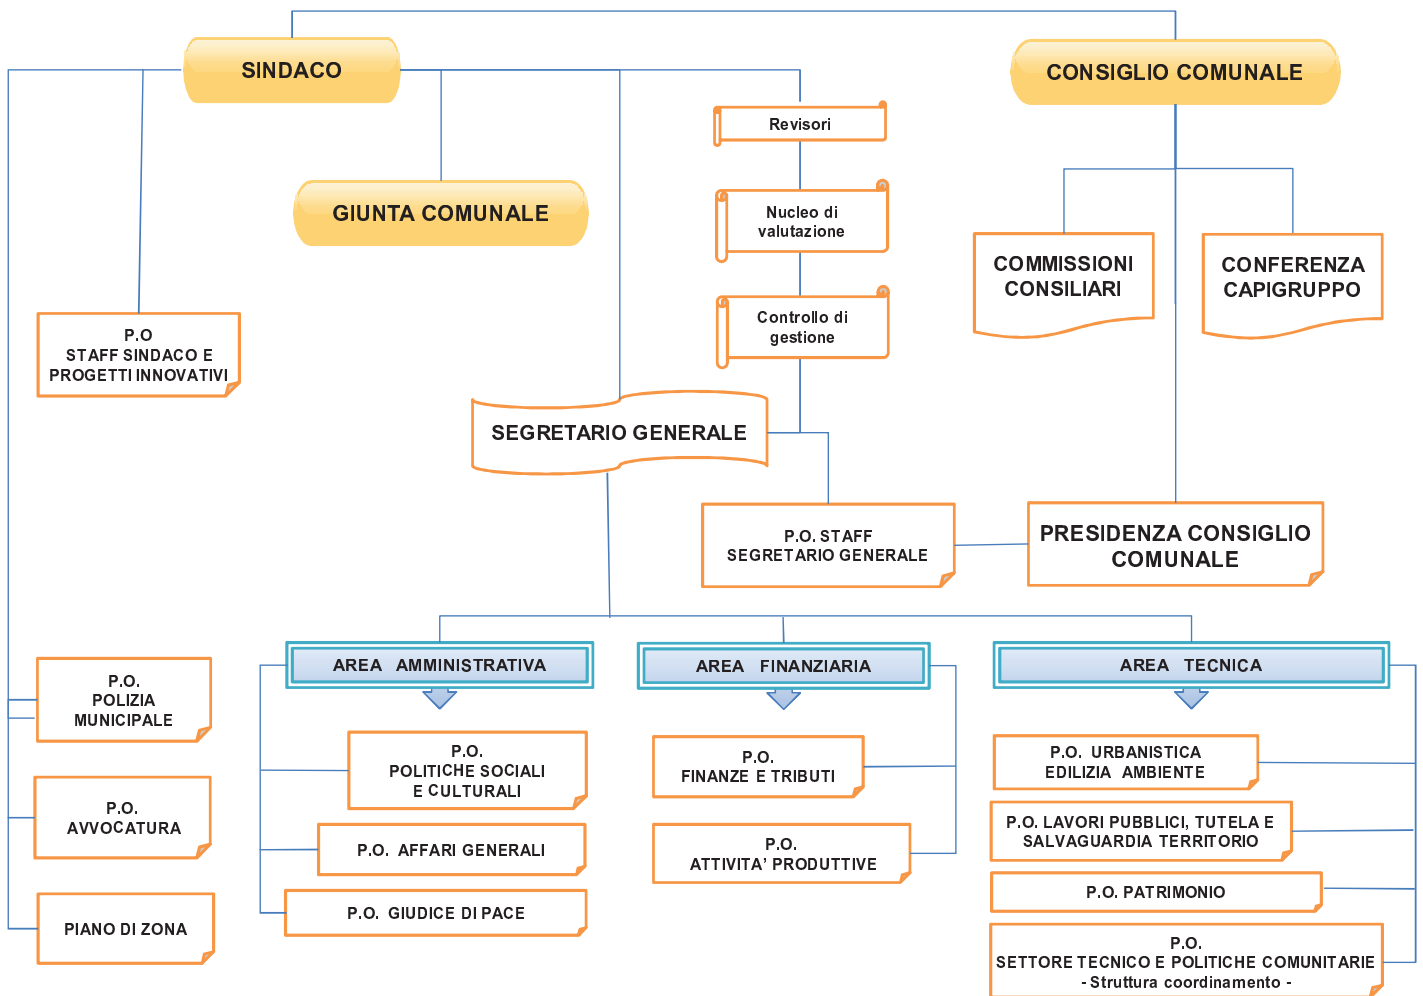 SINDACO
CONSIGLIO COMUNALE
Revisori
GIUNTA COMUNALE
Nucleo di
valutazione
COMMISSIONI
CONSILIARI
CONFERENZA
CAPIGRUPPO
Controllo di
gestione
P.O
STAFF SINDACO E
PROGETTI INNOVATIVI
SEGRETARIO GENERALE
P.O. STAFF
SEGRETARIO GENERALE
PRESIDENZA CONSIGLIO
COMUNALE
AREA AMMINISTRATIVA
AREA FINANZIARIA
AREA TECNICA
P.O.
POLIZIA
MUNICIPALE
P.O.
AVVOCATURA
PIANO DI ZONA
P.O.
POLITICHE SOCIALI
E CULTURALI
P.O. AFFARI GENERALI
P.O. GIUDICE DI PACE
P.O.
FINANZE E TRIBUTI
P.O.
ATTIVITA’ PRODUTTIVE
P.O. URBANISTICA
EDILIZIA AMBIENTE
P.O. LAVORI PUBBLICI, TUTELA E
SALVAGUARDIA TERRITORIO
P.O. PATRIMONIO
P.O.
SETTORE TECNICO E POLITICHE COMUNITARIE
- Struttura coordinamento -